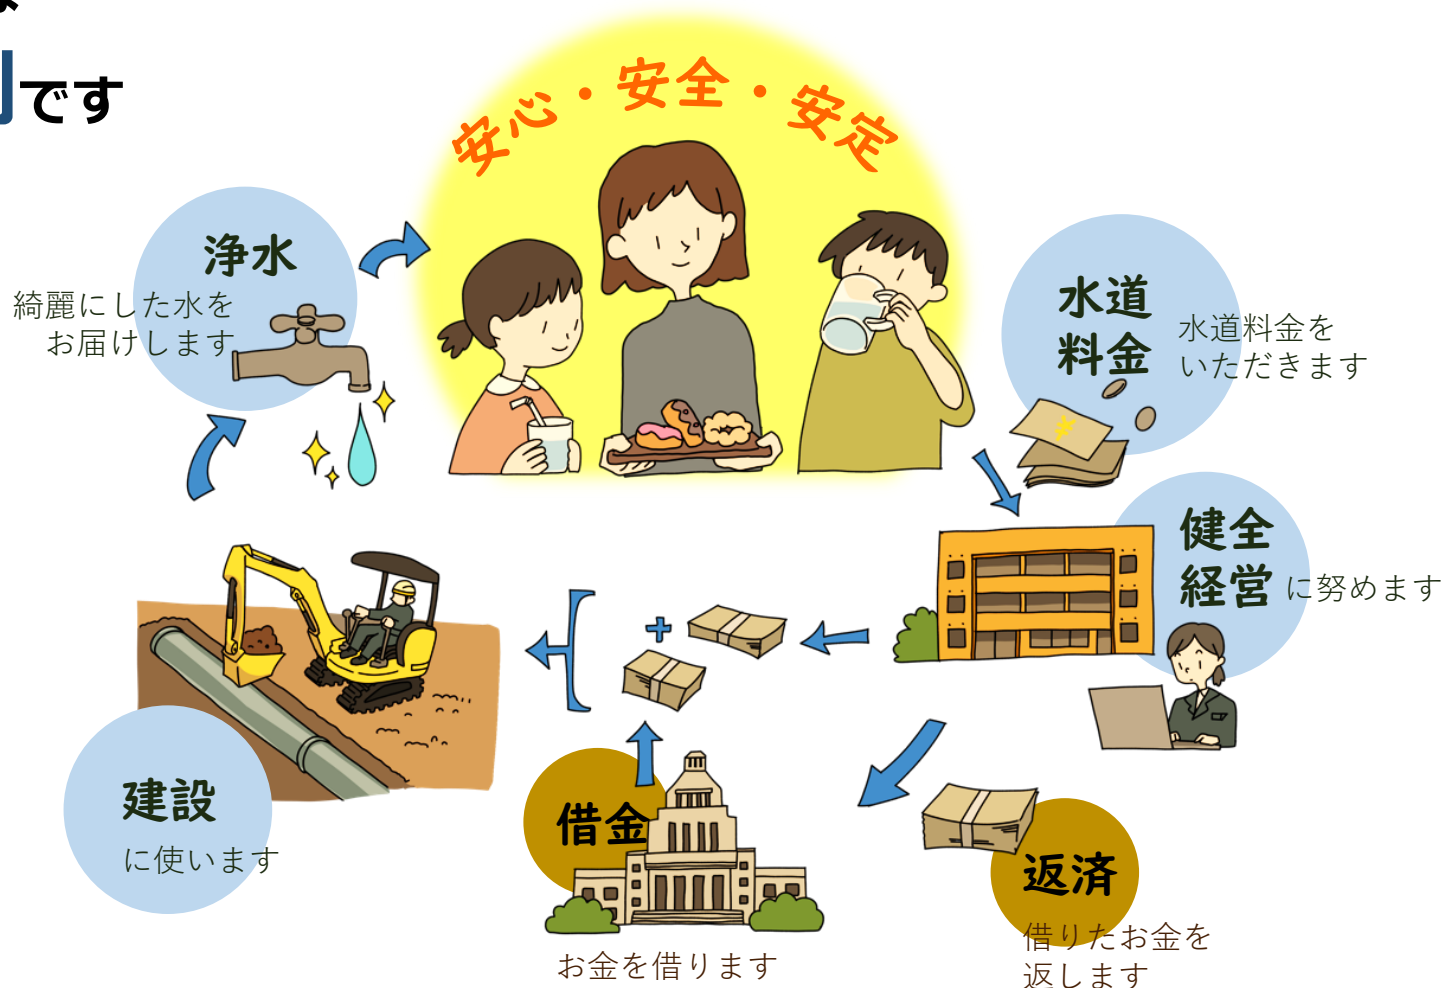 です
安心・安全・安定
浄水
綺麗にした水を
お届けします
水道
料金
水道料金を
いただきます
¥
健全
経営に努めます
建設
に使います
借金
お金を借ります
返済
借りたお金を
返します